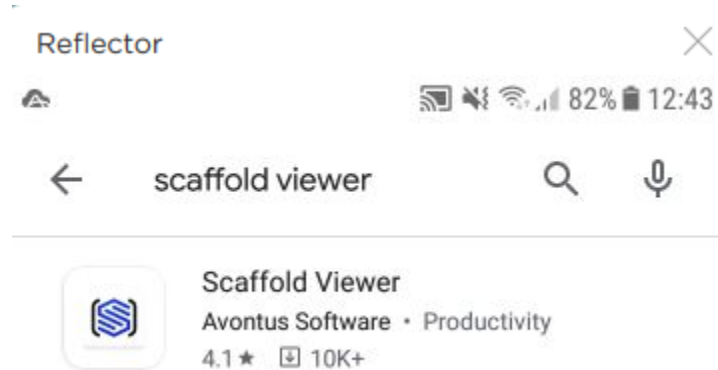 Reflector
82% 12:43
scaffold viewer
Scaffold Viewer
Avontus Software • Productivity
4.1★ 10K+